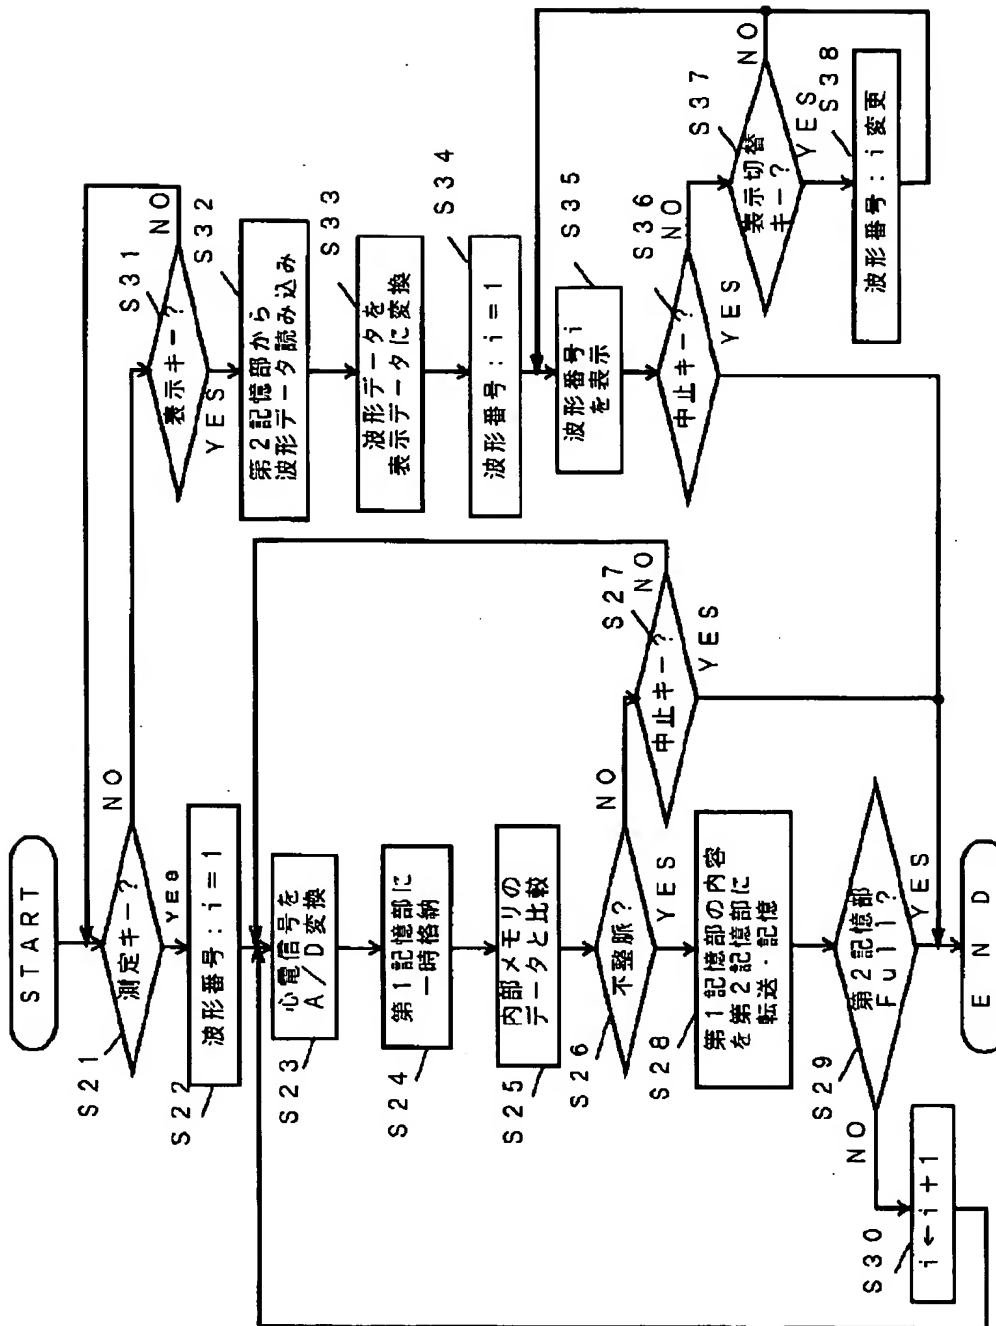 START
測定キー?
S21
NO
YES
波形番号:i=1
S22
心電信号を
A/D変換
S23
第1記憶部に
一時格納
S24
内部メモリの
データと比較
S25
不整脈?
S26
NO
YES
中止キー?
S27
NO
YES
第1記憶部の内容
を第2記憶部に
転送・記憶
S28
第2記憶部
Full?
S29
NO
YES
i←i+1
S30
END
表示キー?
S31
NO
YES
第2記憶部から
波形データ読み込み
S32
波形データを
表示データに変換
S33
波形番号:i=1
S34
波形番号i
を表示
S35
中止キー?
S36
NO
YES
表示切替
キー?
S37
NO
YES
波形番号:i変更
S38